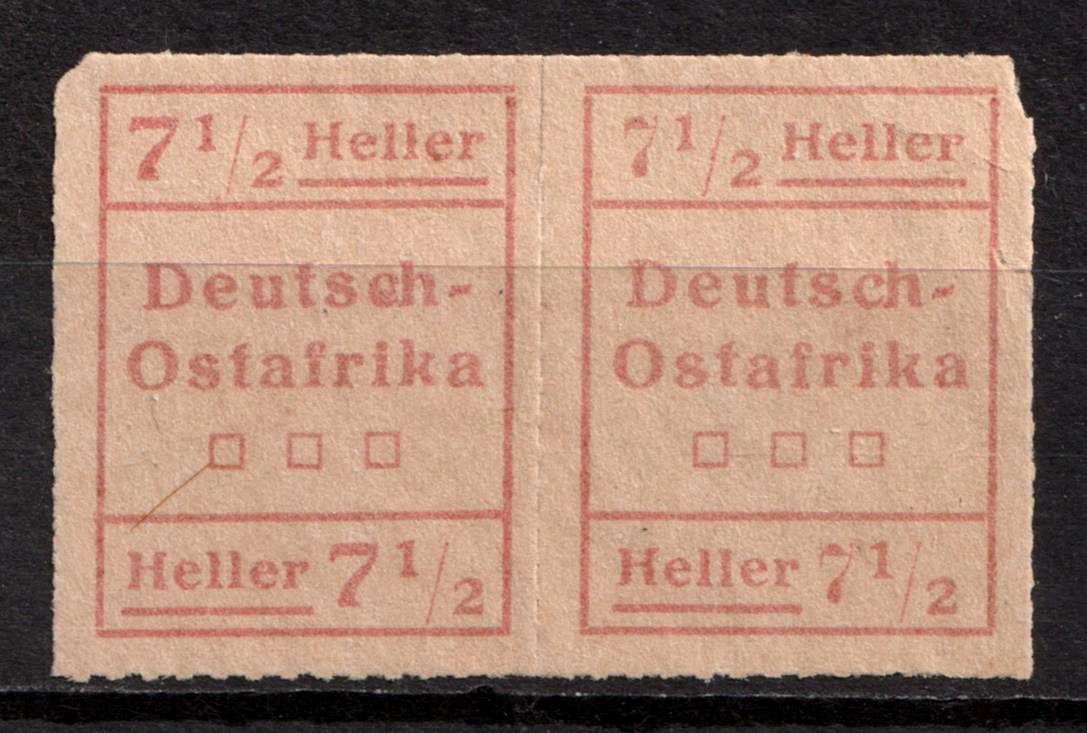 7 1/2 Heller
Deutsch-
Ostafrika
Heller 7 1/2
7 1/2 Heller
Deutsch-
Ostafrika
Heller 7 1/2